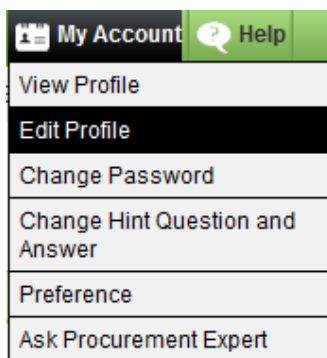 My Account Help
View Profile
Edit Profile
Change Password
Change Hint Question and
Answer
Preference
Ask Procurement Expert